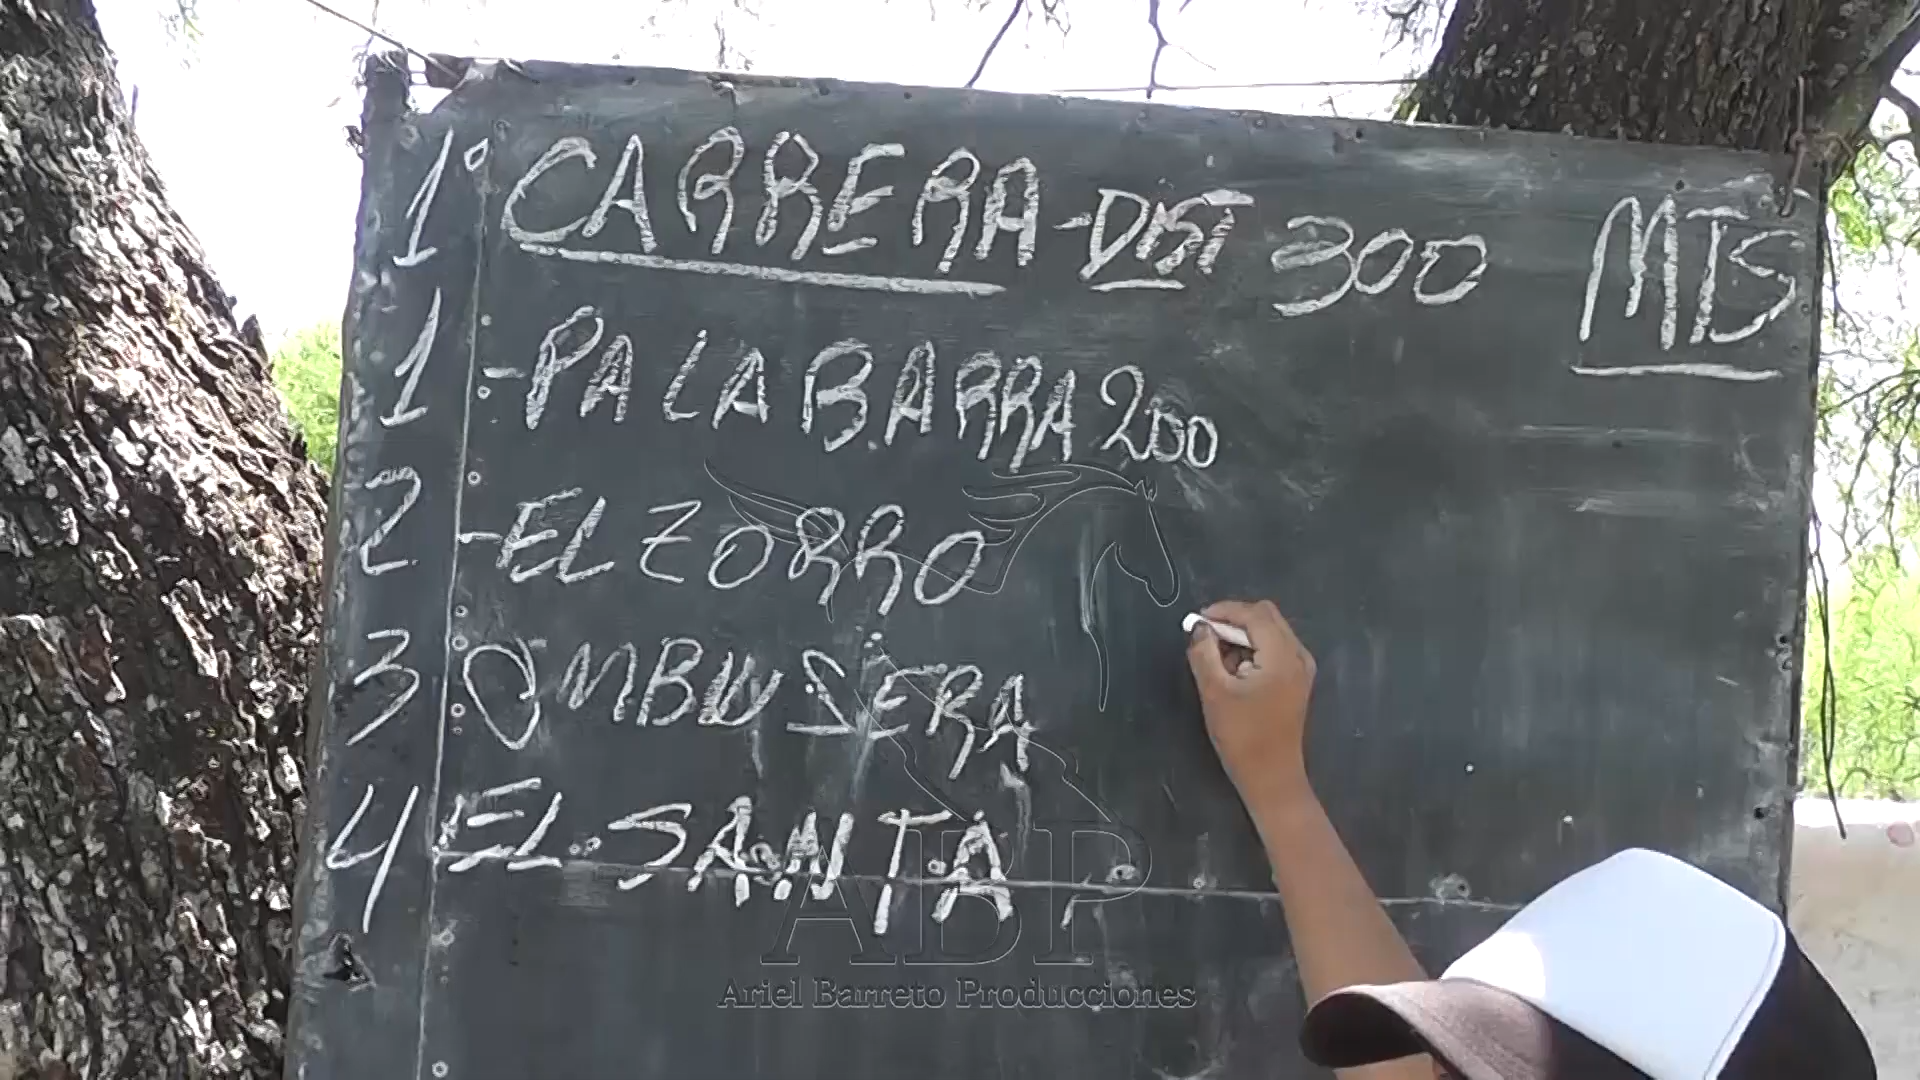 1° CARRERA-DIST 300 MTS
1-PA LA BARRA 200
2-EL ZORRO
3 OMBUSERA
4 EL SANTA
ABP
Ariel Barreto Producciones